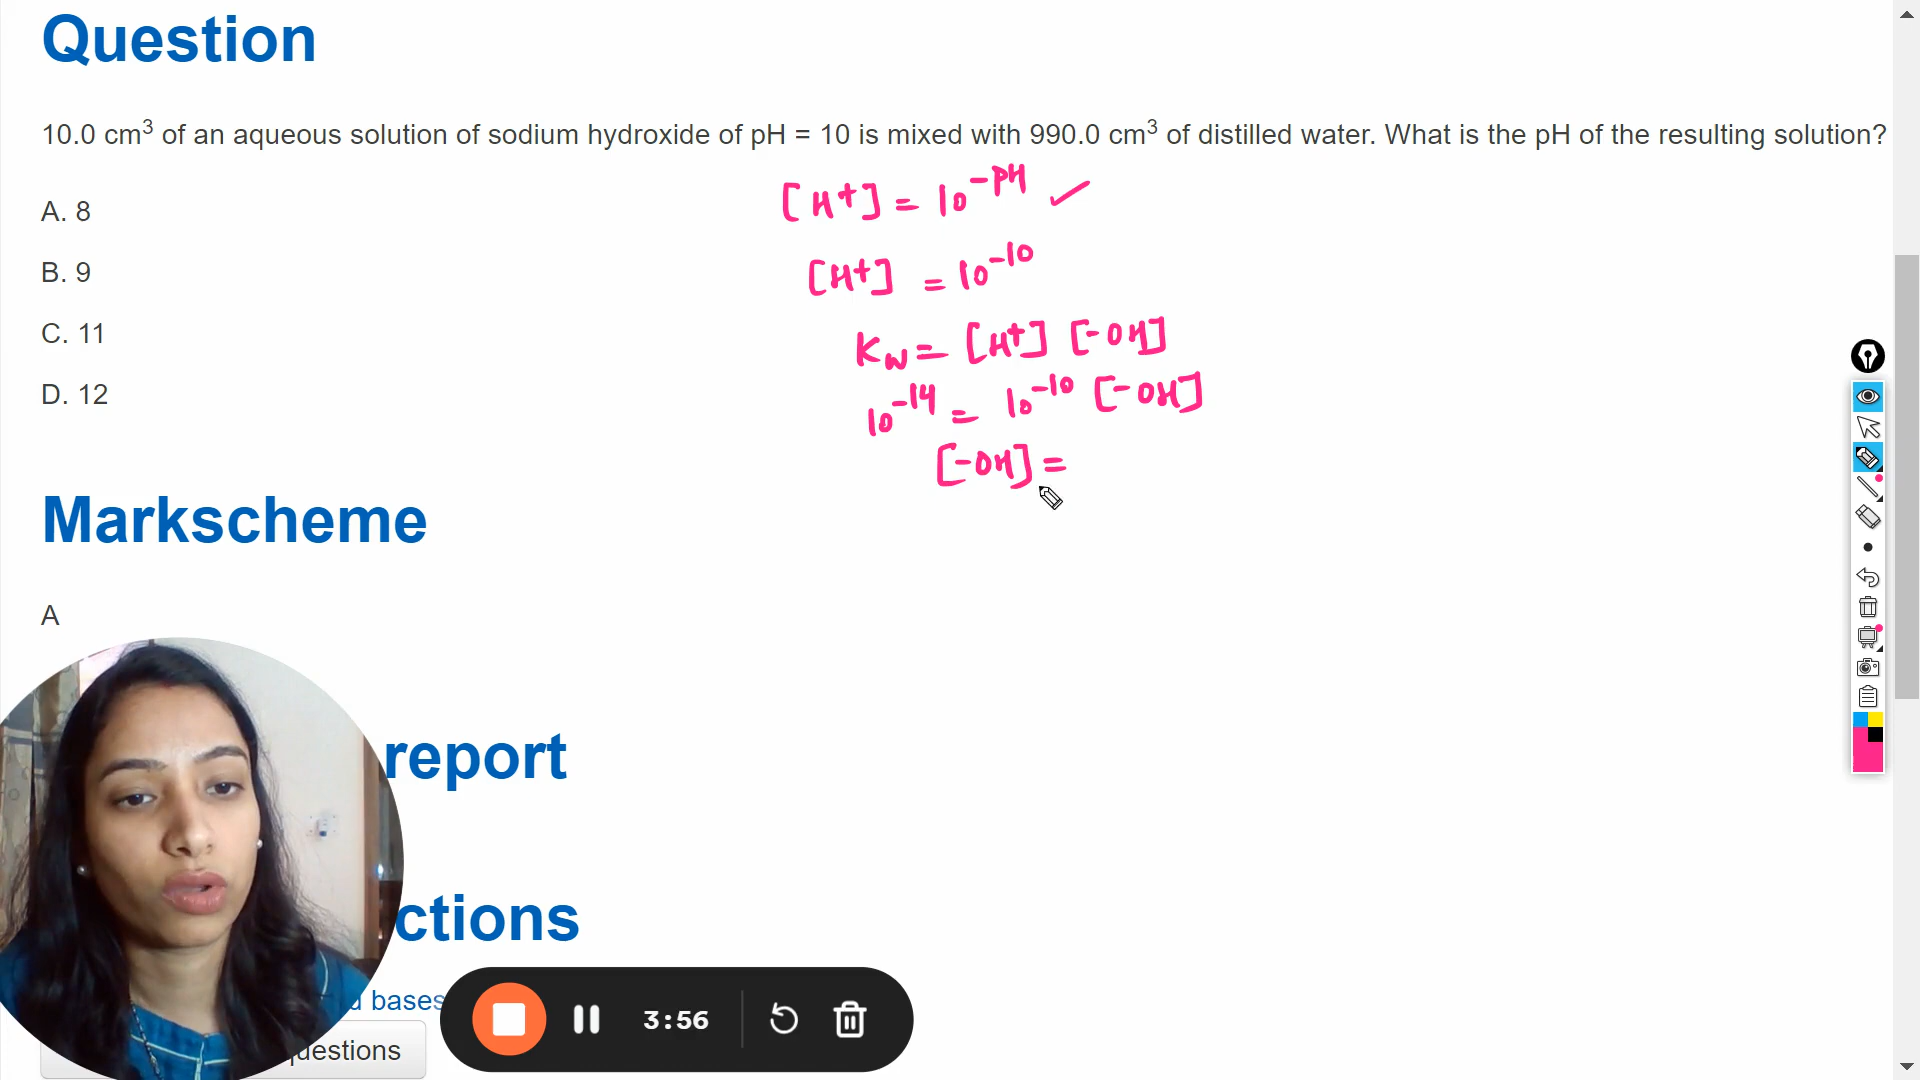 Question
10.0 cm³ of an aqueous solution of sodium hydroxide of pH = 10 is mixed with 990.0 cm³ of distilled water. What is the pH of the resulting solution?
[H+] = 10^-PH ✓
A. 8
[H+] = 10^-10
B. 9
Kw = [H+] [-OH]
C. 11
10^-14 = 10^-10 [-OH]
D. 12
[-OH] =
Markscheme
A
report
ctions
d bases
questions
3:56